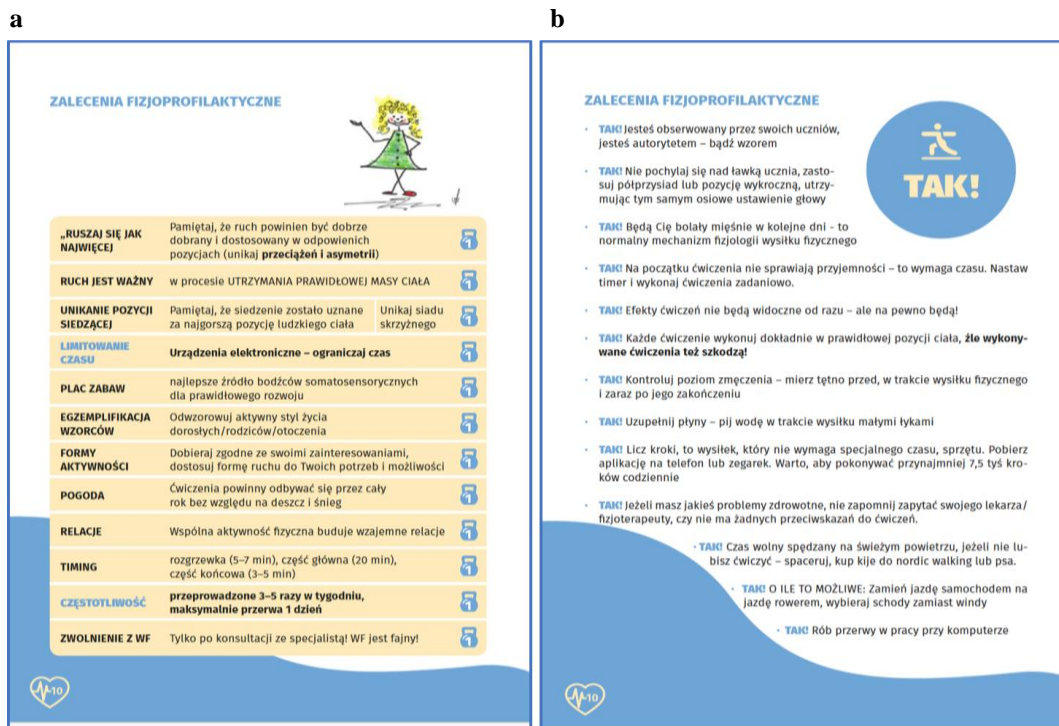 a
ZALECENIA FIZJOPROFILAKTYCZNE
„RUSZAJ SIĘ JAK
NAJWIĘCEJ
Pamiętaj, że ruch powinien być dobrze
dobrany i dostosowany w odpowienich
pozycjach (unikaj przeciążeń i asymetrii)
1
RUCH JEST WAŻNY
w procesie UTRZYMANIA PRAWIDŁOWEJ MASY CIAŁA
1
UNIKANIE POZYCJI
SIEDZĄCEJ
Pamiętaj, że siedzenie zostało uznane
za najgorszą pozycję ludzkiego ciała
Unikaj siadu
skrzyżnego
1
LIMITOWANIE
CZASU
Urządzenia elektroniczne – ograniczaj czas
1
PLAC ZABAW
najlepsze źródło bodźców somatosensorycznych
dla prawidłowego rozwoju
1
EGZEMPLIFIKACJA
WZORCÓW
Odwzorowuj aktywny styl życia
dorosłych/rodziców/otoczenia
1
FORMY
AKTYWNOŚCI
Dobieraj zgodne ze swoimi zainteresowaniami,
dostosuj formę ruchu do Twoich potrzeb i możliwości
1
POGODA
Ćwiczenia powinny odbywać się przez cały
rok bez względu na deszcz i śnieg
1
RELACJE
Wspólna aktywność fizyczna buduje wzajemne relacje
1
TIMING
rozgrzewka (5–7 min), część główna (20 min),
część końcowa (3–5 min)
1
CZĘSTOTLIWOŚĆ
przeprowadzone 3–5 razy w tygodniu,
maksymalnie przerwa 1 dzień
1
ZWOLNIENIE Z WF
Tylko po konsultacji ze specjalistą! WF jest fajny!
1
10
b
ZALECENIA FIZJOPROFILAKTYCZNE
TAK!
• TAK! Jesteś obserwowany przez swoich uczniów,
jesteś autorytetem – bądź wzorem
• TAK! Nie pochylaj się nad ławką ucznia, zasto-
suj półprzysiad lub pozycję wykroczną, utrzy-
mując tym samym osiowe ustawienie głowy
• TAK! Będą Cię bolały mięśnie w kolejne dni - to
normalny mechanizm fizjologii wysiłku fizycznego
• TAK! Na początku ćwiczenia nie sprawiają przyjemności – to wymaga czasu. Nastaw
timer i wykonaj ćwiczenia zadaniowo.
• TAK! Efekty ćwiczeń nie będą widoczne od razu – ale na pewno będą!
• TAK! Każde ćwiczenie wykonuj dokładnie w prawidłowej pozycji ciała, źle wykony-
wane ćwiczenia też szkodzą!
• TAK! Kontroluj poziom zmęczenia – mierz tętno przed, w trakcie wysiłku fizycznego
i zaraz po jego zakończeniu
• TAK! Uzupełnij płyny – pij wodę w trakcie wysiłku małymi łykami
• TAK! Licz kroki, to wysiłek, który nie wymaga specjalnego czasu, sprzętu. Pobierz
aplikację na telefon lub zegarek. Warto, aby pokonywać przynajmniej 7,5 tyś kro-
ków codziennie
• TAK! Jeżeli masz jakieś problemy zdrowotne, nie zapomnij zapytać swojego lekarza/
fizjoterapeuty, czy nie ma żadnych przeciwskazań do ćwiczeń.
• TAK! Czas wolny spędzany na świeżym powietrzu, jeżeli nie lu-
bisz ćwiczyć – spaceruj, kup kije do nordic walking lub psa.
• TAK! O ILE TO MOŻLIWE: Zamień jazdę samochodem na
jazdę rowerem, wybieraj schody zamiast windy
• TAK! Rób przerwy w pracy przy komputerze
10